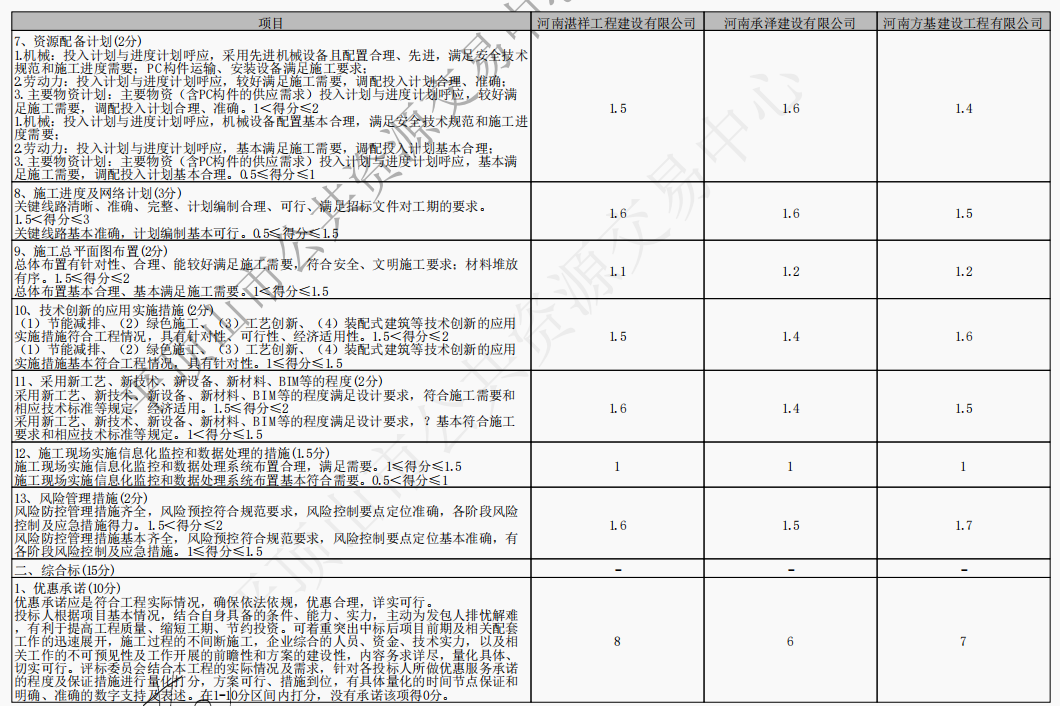 项目 河南湛祥工程建设有限公司 河南承泽建设有限公司 河南方基建设工程有限公司
7、资源配备计划(2分)
1.机械：投入计划与进度计划呼应，采用先进机械设备且配置合理、先进，满足安全技术
规范和施工进度需要；PC构件运输、安装设备满足施工要求；
2.劳动力：投入计划与进度计划呼应，较好满足施工需要，调配投入计划合理、准确；
3.主要物资计划：主要物资（含PC构件的供应需求）投入计划与进度计划呼应，较好满
足施工需要，调配投入计划合理、准确。1＜得分≤2
1.机械：投入计划与进度计划呼应，机械设备配置基本合理，满足安全技术规范和施工进
度需要；
2.劳动力：投入计划与进度计划呼应，基本满足施工需要，调配投入计划基本合理；
3.主要物资计划：主要物资（含PC构件的供应需求）投入计划与进度计划呼应，基本满
足施工需要，调配投入计划基本合理。0.5≤得分≤1
1.5 1.6 1.4
8、施工进度及网络计划(3分)
关键线路清晰、准确、完整、计划编制合理、可行、满足招标文件对工期的要求。
1.5＜得分≤3
关键线路基本准确，计划编制基本可行。0.5≤得分≤1.5
1.6 1.6 1.5
9、施工总平面图布置(2分)
总体布置有针对性、合理、能较好满足施工需要，符合安全、文明施工要求；材料堆放
有序。1.5≤得分≤2
总体布置基本合理、基本满足施工需要。1≤得分≤1.5
1.1 1.2 1.2
10、技术创新的应用实施措施(2分)
（1）节能减排、（2）绿色施工、（3）工艺创新、（4）装配式建筑等技术创新的应用
实施措施符合工程情况，具有针对性、可行性、经济适用性。1.5＜得分≤2
（1）节能减排、（2）绿色施工、（3）工艺创新、（4）装配式建筑等技术创新的应用
实施措施基本符合工程情况，具有针对性。1≤得分≤1.5
1.5 1.4 1.6
11、采用新工艺、新技术、新设备、新材料、BIM等的程度(2分)
采用新工艺、新技术、新设备、新材料、BIM等的程度满足设计要求，符合施工需要和
相应技术标准等规定，经济适用。1.5≤得分≤2
采用新工艺、新技术、新设备、新材料、BIM等的程度满足设计要求，？基本符合施工
要求和相应技术标准等规定。1＜得分≤1.5
1.6 1.4 1.5
12、施工现场实施信息化监控和数据处理的措施(1.5分)
施工现场实施信息化监控和数据处理系统布置合理，满足需要。1≤得分≤1.5
施工现场实施信息化监控和数据处理系统布置基本符合需要。0.5＜得分≤1
1 1 1
13、风险管理措施(2分)
风险防控管理措施齐全，风险预控符合规范要求，风险控制要点定位准确，各阶段风险
控制及应急措施得力。1.5＜得分≤2
风险防控管理措施基本齐全，风险预控符合规范要求，风险控制要点定位基本准确，有
各阶段风险控制及应急措施。1≤得分≤1.5
1.6 1.5 1.7
二、综合标(15分) - - -
1、优惠承诺(10分)
优惠承诺应是符合工程实际情况，确保依法依规，优惠合理，详实可行。
投标人根据项目基本情况，结合自身具备的条件、能力、实力，主动为发包人排忧解难
，有利于提高工程质量、缩短工期、节约投资。可着重突出中标后项目前期及相关配套
工作的迅速展开，施工过程的不间断施工，企业综合的人员、资金、技术实力，以及相
关工作的不可预见性及工作开展的前瞻性和方案的建设性，内容务求详尽，量化具体、
切实可行。评标委员会结合本工程的实际情况及需求，针对各投标人所做优惠服务承诺
的程度及保证措施进行量化打分，方案可行、措施到位，有具体量化的时间节点保证和
明确、准确的数字支持及表述。在1-10分区间内打分，没有承诺该项得0分。
8 6 7
平顶山市公共资源交易中心
平顶山市公共资源交易中心